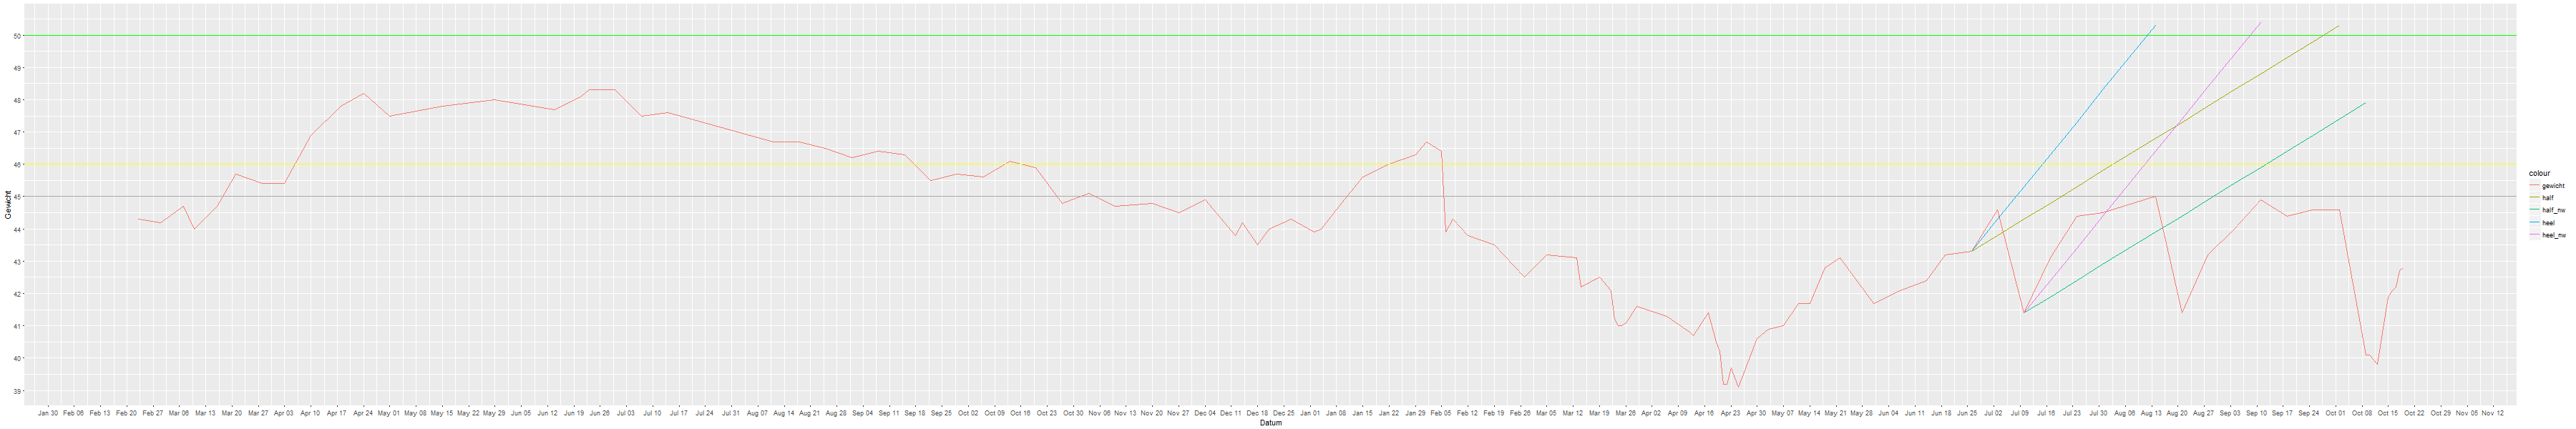 50
49
48
47
46
45
44
43
42
41
40
39
Gewicht
Jan 30 Feb 06 Feb 13 Feb 20 Feb 27 Mar 06 Mar 13 Mar 20 Mar 27 Apr 03 Apr 10 Apr 17 Apr 24 May 01 May 08 May 15 May 22 May 29 Jun 05 Jun 12 Jun 19 Jun 26 Jul 03 Jul 10 Jul 17 Jul 24 Jul 31 Aug 07 Aug 14 Aug 21 Aug 28 Sep 04 Sep 11 Sep 18 Sep 25 Oct 02 Oct 09 Oct 16 Oct 23 Oct 30 Nov 06 Nov 13 Nov 20 Nov 27 Dec 04 Dec 11 Dec 18 Dec 25 Jan 01 Jan 08 Jan 15 Jan 22 Jan 29 Feb 05 Feb 12 Feb 19 Feb 26 Mar 05 Mar 12 Mar 19 Mar 26 Apr 02 Apr 09 Apr 16 Apr 23 Apr 30 May 07 May 14 May 21 May 28 Jun 04 Jun 11 Jun 18 Jun 25 Jul 02 Jul 09 Jul 16 Jul 23 Jul 30 Aug 06 Aug 13 Aug 20 Aug 27 Sep 03 Sep 10 Sep 17 Sep 24 Oct 01 Oct 08 Oct 15 Oct 22 Oct 29 Nov 05 Nov 12
Datum
colour
gewicht
half
half_nw
heel
heel_nw